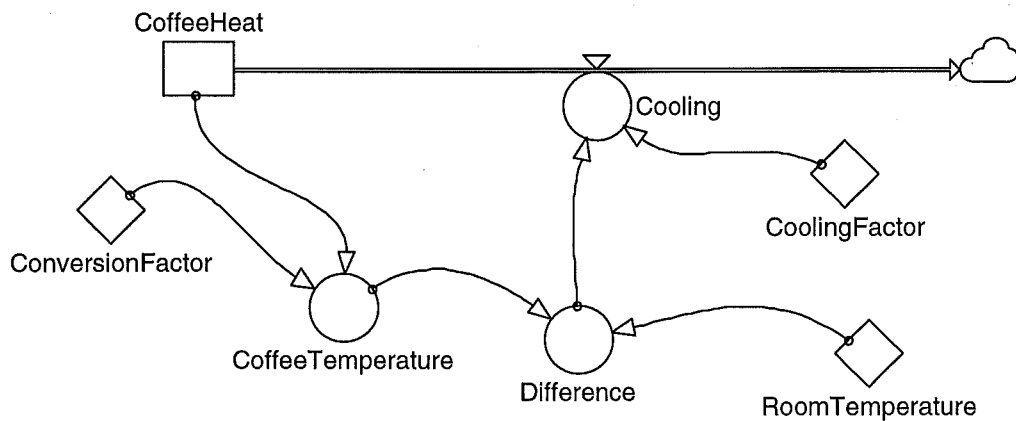 CoffeeHeat
Cooling
CoolingFactor
ConversionFactor
CoffeeTemperature
Difference
RoomTemperature